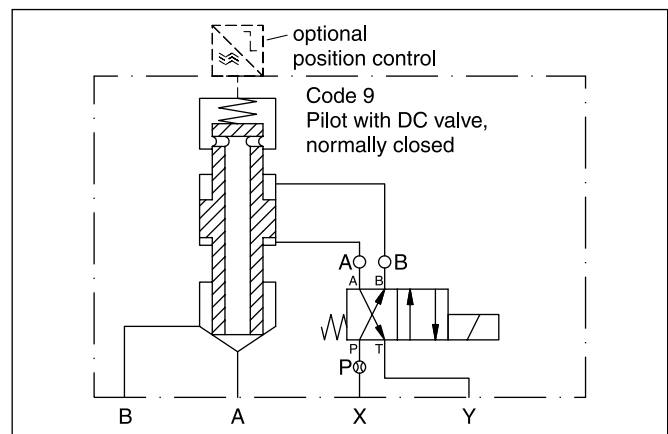 optional
position control
Code 9
Pilot with DC valve,
normally closed
A B
A B
P T
P
B A X Y